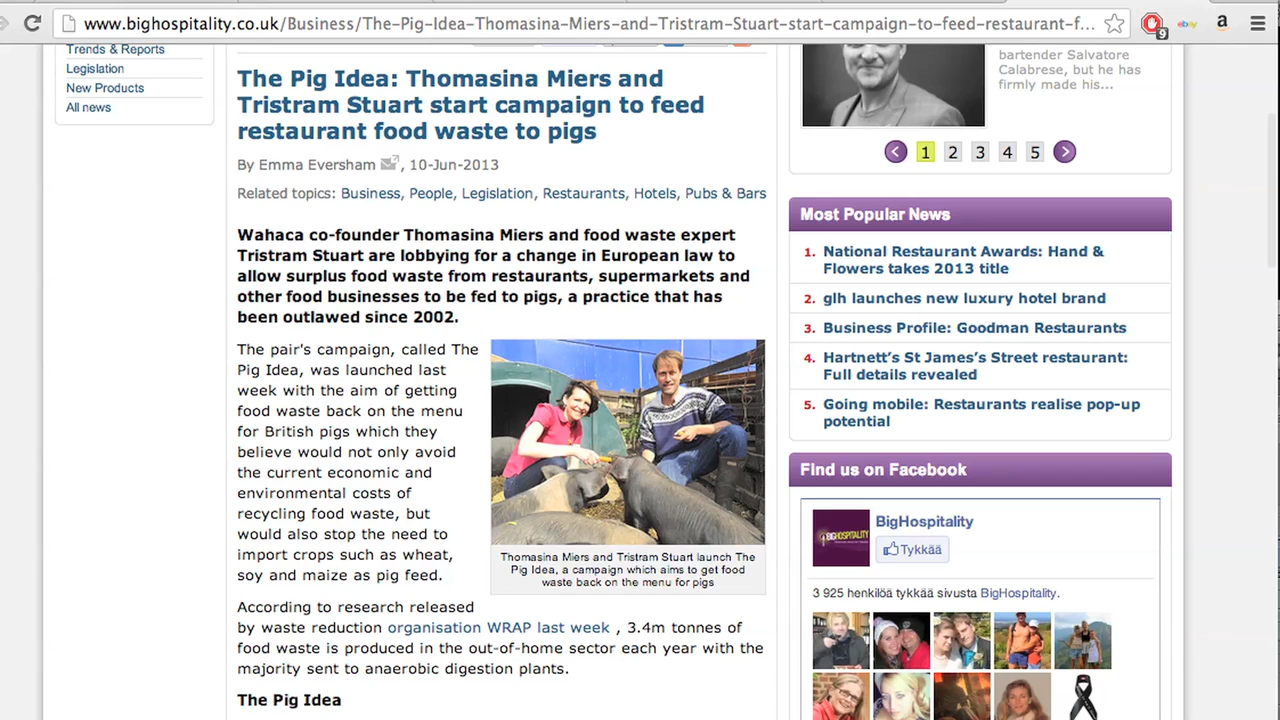 www.bighospitality.co.uk/Business/The-Pig-Idea-Thomasina-Miers-and-Tristram-Stuart-start-campaign-to-feed-restaurant-f...
9
ebay
a
Trends & Reports
Legislation
New Products
All news
The Pig Idea: Thomasina Miers and
Tristram Stuart start campaign to feed
restaurant food waste to pigs
By Emma Eversham , 10-Jun-2013
Related topics: Business, People, Legislation, Restaurants, Hotels, Pubs & Bars
Wahaca co-founder Thomasina Miers and food waste expert
Tristram Stuart are lobbying for a change in European law to
allow surplus food waste from restaurants, supermarkets and
other food businesses to be fed to pigs, a practice that has
been outlawed since 2002.
The pair's campaign, called The
Pig Idea, was launched last
week with the aim of getting
food waste back on the menu
for British pigs which they
believe would not only avoid
the current economic and
environmental costs of
recycling food waste, but
would also stop the need to
import crops such as wheat,
soy and maize as pig feed.
Thomasina Miers and Tristram Stuart launch The
Pig Idea, a campaign which aims to get food
waste back on the menu for pigs
According to research released
by waste reduction organisation WRAP last week , 3.4m tonnes of
food waste is produced in the out-of-home sector each year with the
majority sent to anaerobic digestion plants.
The Pig Idea
bartender Salvatore
Calabrese, but he has
firmly made his...
1 2 3 4 5
Most Popular News
1. National Restaurant Awards: Hand &
Flowers takes 2013 title
2. glh launches new luxury hotel brand
3. Business Profile: Goodman Restaurants
4. Hartnett's St James's Street restaurant:
Full details revealed
5. Going mobile: Restaurants realise pop-up
potential
Find us on Facebook
BIGHOSPITALITY
BigHospitality
Tykkää
3 925 henkilöä tykkää sivusta BigHospitality.